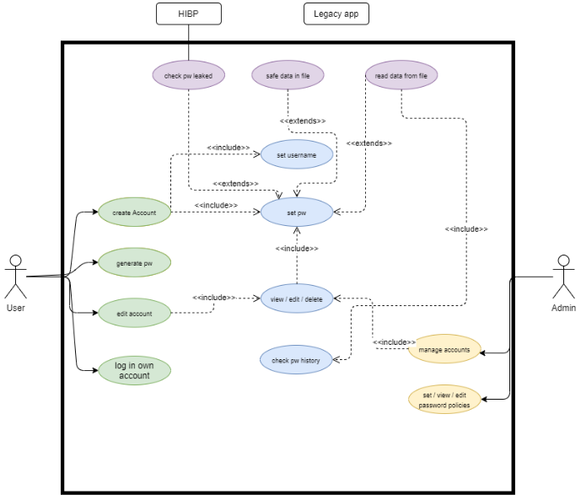 HIBP
Legacy app
check pw leaked
safe data in file
read data from file
<<extends>>
<<extends>>
<<include>>
set username
<<extends>>
<<include>>
create Account
set pw
<<include>>
<<include>>
generate pw
User
Admin
<<include>>
edit account
view / edit / delete
<<include>>
manage accounts
check pw history
log in own
account
set / view / edit
password policies